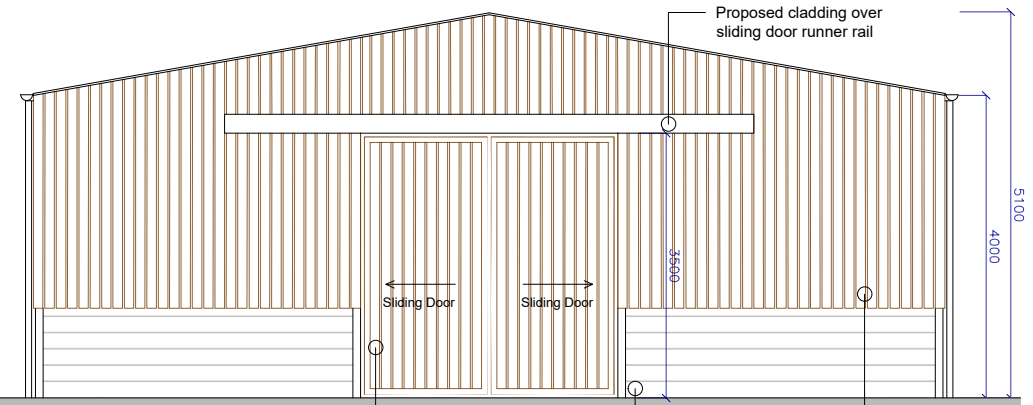 Proposed cladding over
sliding door runner rail
5100
4000
3500
Sliding Door
Sliding Door